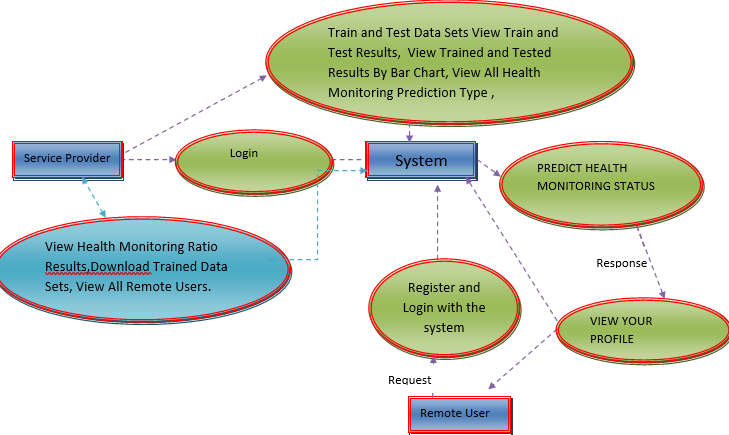 Train and Test Data Sets View Train and
Test Results,  View Trained and Tested
Results By Bar Chart, View All Health
Monitoring Prediction Type ,
Service Provider
Login
System
PREDICT HEALTH
MONITORING STATUS
View Health Monitoring Ratio
Results,Download Trained Data
Sets, View All Remote Users.
Response
Register and
Login with the
system
VIEW YOUR
PROFILE
Request
Remote User